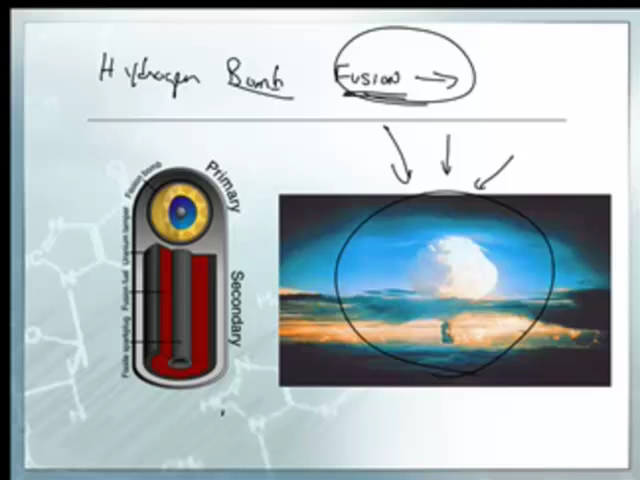 Hydrogen Bomb Fusion
Primary
Secondary
Fission bomb
Uranium tamper
Fusion fuel
Fissile sparkplug